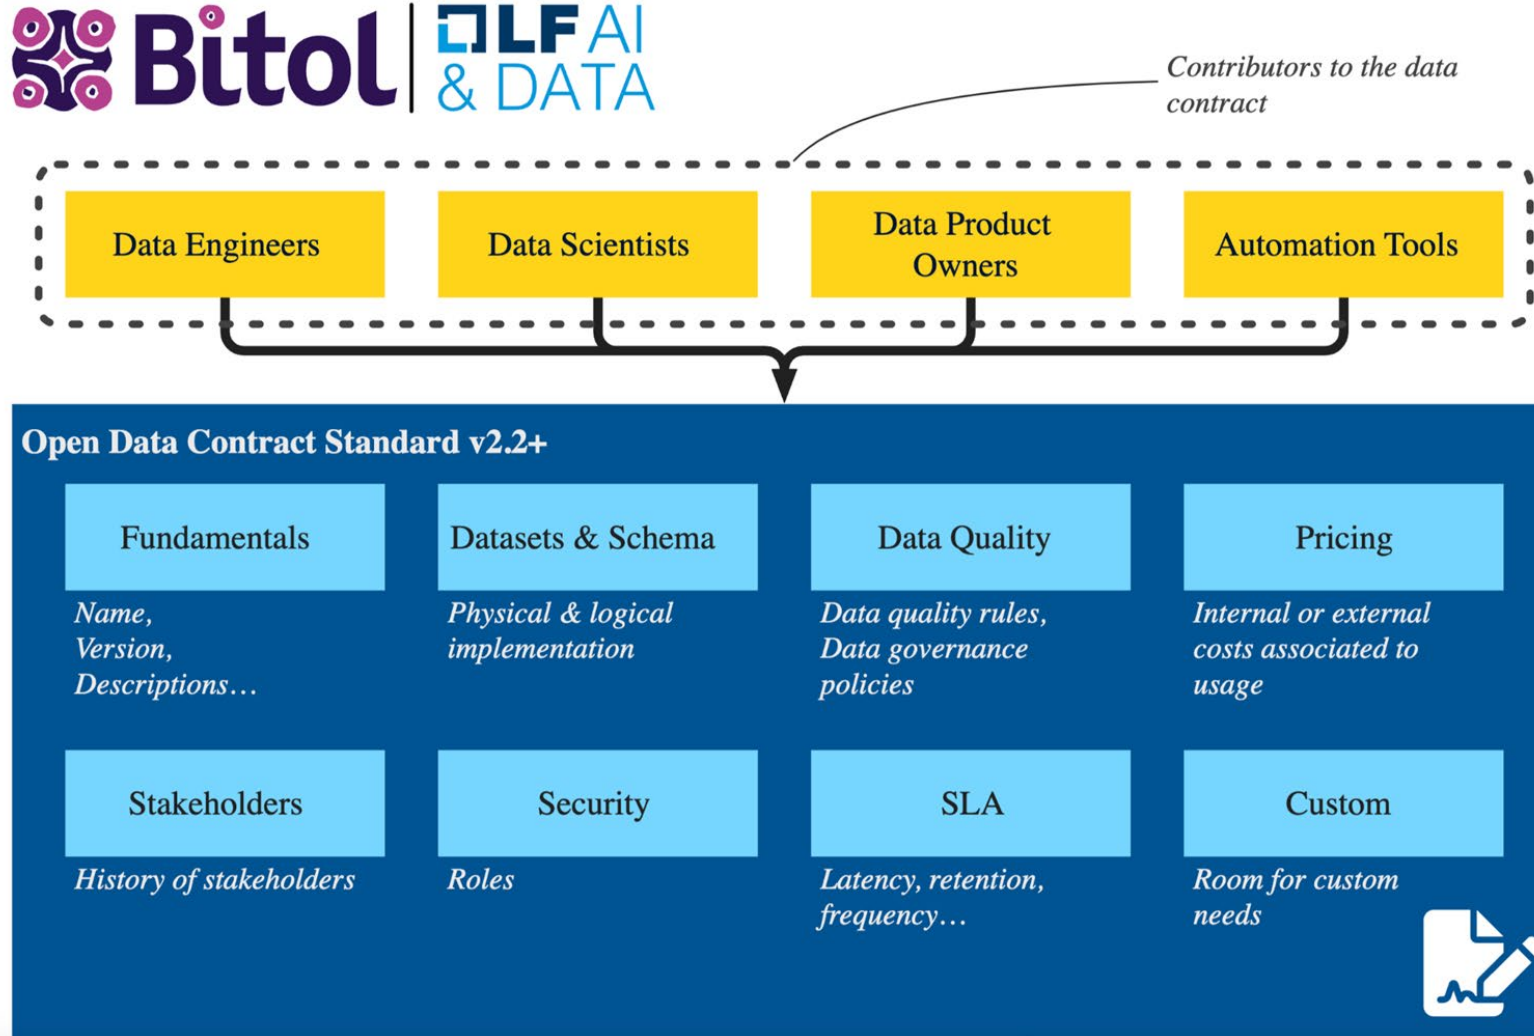 Bitol
LF AI
& DATA
Contributors to the data
contract
Data Engineers
Data Scientists
Data Product
Owners
Automation Tools
Open Data Contract Standard v2.2+
Fundamentals
Name,
Version,
Descriptions…
Datasets & Schema
Physical & logical
implementation
Data Quality
Data quality rules,
Data governance
policies
Pricing
Internal or external
costs associated to
usage
Stakeholders
History of stakeholders
Security
Roles
SLA
Latency, retention,
frequency…
Custom
Room for custom
needs